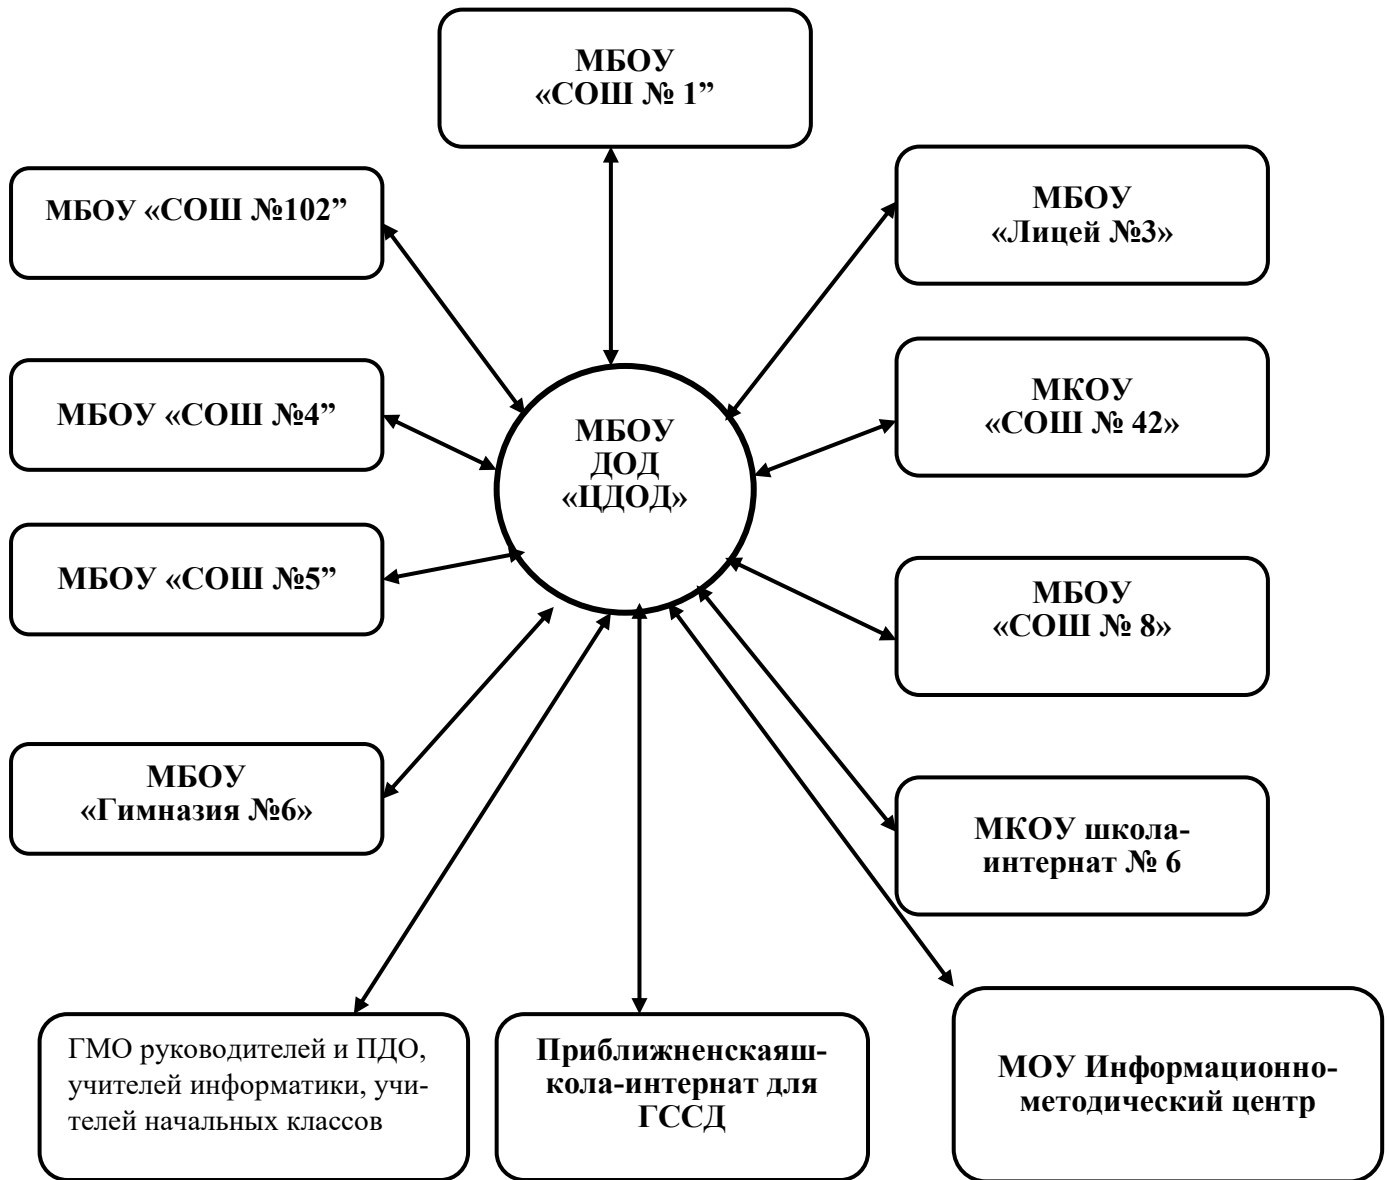 МБОУ
«СОШ № 1”
МБОУ «СОШ №102”
МБОУ
«Лицей №3»
МБОУ «СОШ №4”
МБОУ
ДОД
«ЦДОД»
МКОУ
«СОШ № 42»
МБОУ «СОШ №5”
МБОУ
«СОШ № 8»
МБОУ
«Гимназия №6»
МКОУ школа-
интернат № 6
ГМО руководителей и ПДО,
учителей информатики, учи-
телей начальных классов
Приближненскаяш-
кола-интернат для
ГССД
МОУ Информационно-
методический центр